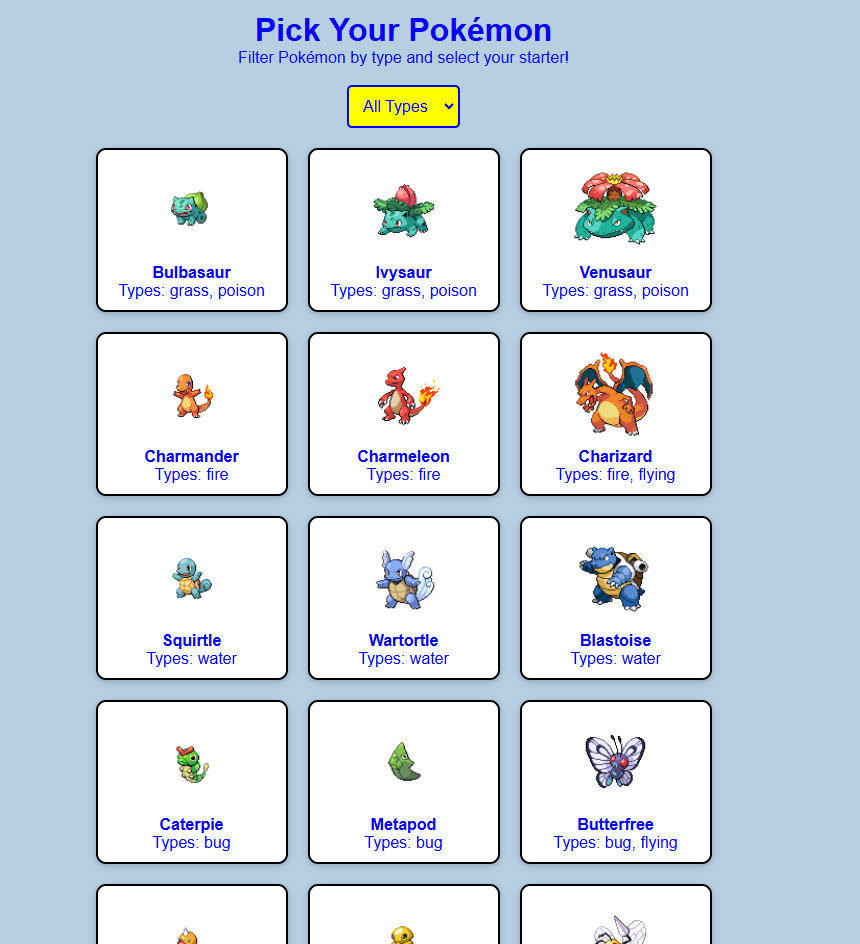 Pick Your Pokémon
Filter Pokémon by type and select your starter!
All Types
Bulbasaur
Types: grass, poison
Ivysaur
Types: grass, poison
Venusaur
Types: grass, poison
Charmander
Types: fire
Charmeleon
Types: fire
Charizard
Types: fire, flying
Squirtle
Types: water
Wartortle
Types: water
Blastoise
Types: water
Caterpie
Types: bug
Metapod
Types: bug
Butterfree
Types: bug, flying